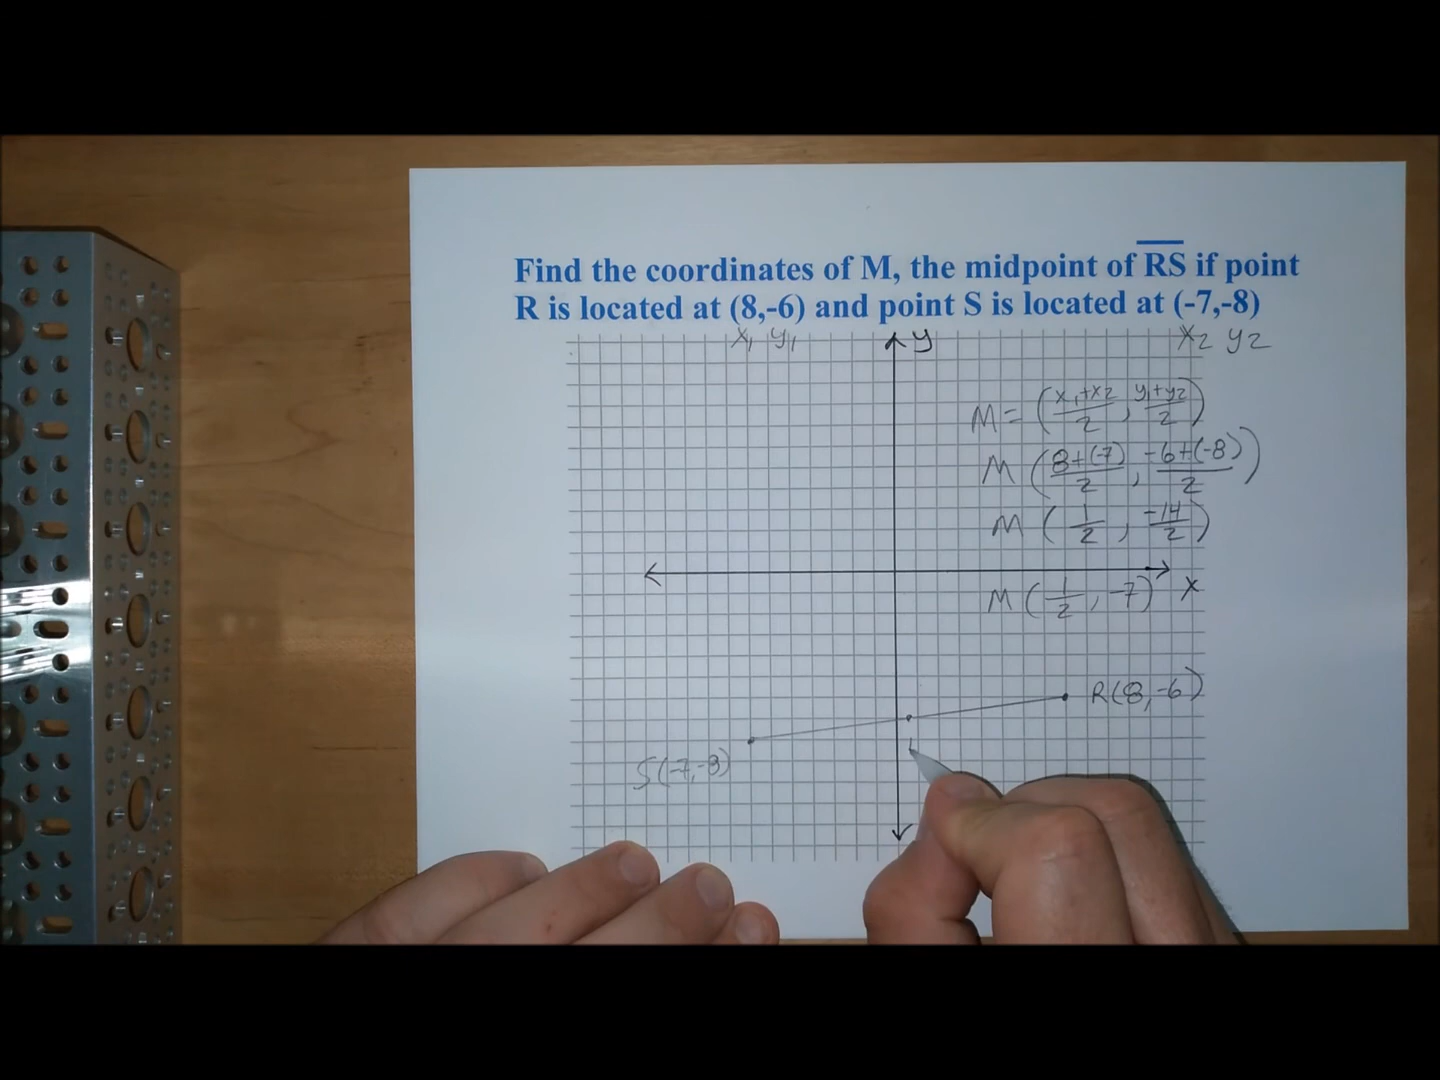 Find the coordinates of M, the midpoint of RS if point
R is located at (8,-6) and point S is located at (-7,-8)
x₁ y₁
y
x₂ y₂
M = (x₁+x₂/2, y₁+y₂/2)
M (8+(-7)/2, -6+(-8)/2)
M (1/2, -14/2)
M (1/2, -7)
x
R(8,-6)
S(-7,-8)